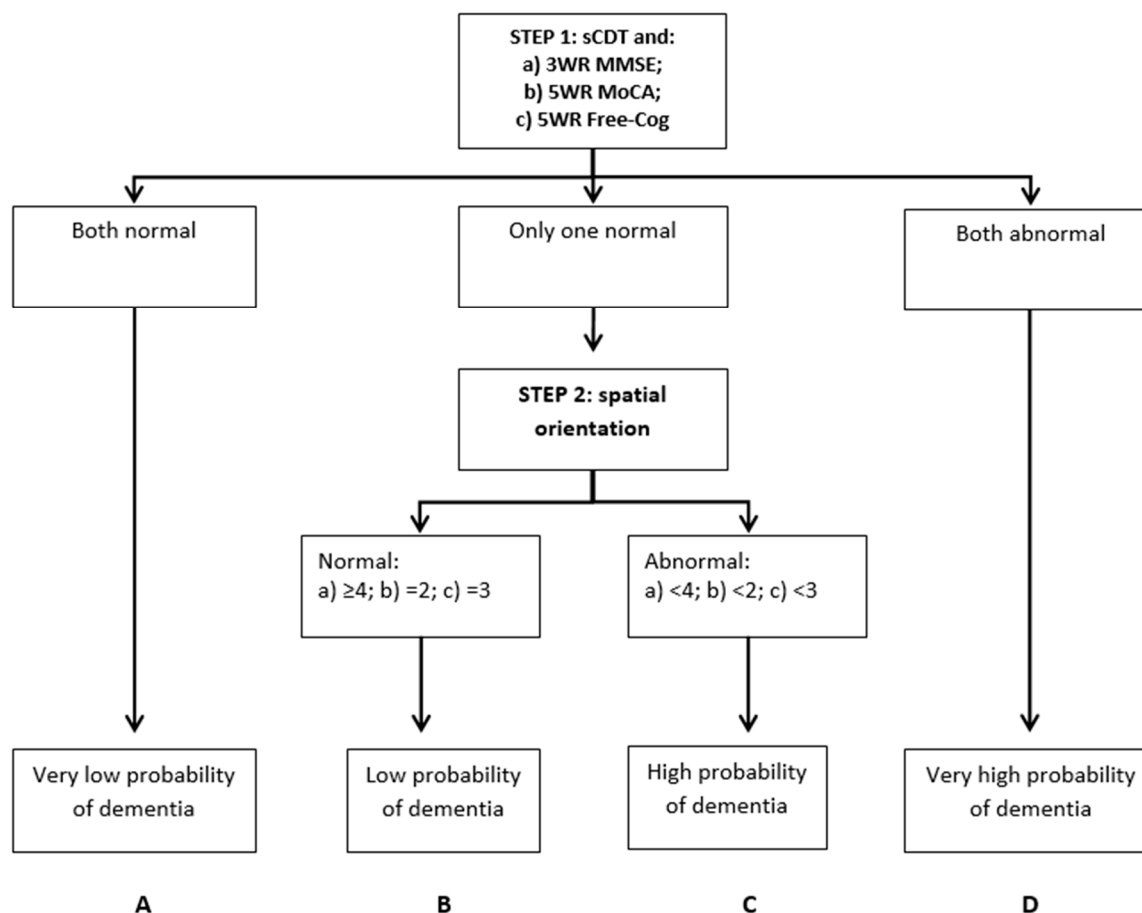 STEP 1: sCDT and:
a) 3WR MMSE;
b) 5WR MoCA;
c) 5WR Free-Cog
Both normal
Only one normal
Both abnormal
STEP 2: spatial
orientation
Normal:
a) ≥4; b) =2; c) =3
Abnormal:
a) <4; b) <2; c) <3
Very low probability
of dementia
Low probability
of dementia
High probability
of dementia
Very high probability
of dementia
A
B
C
D